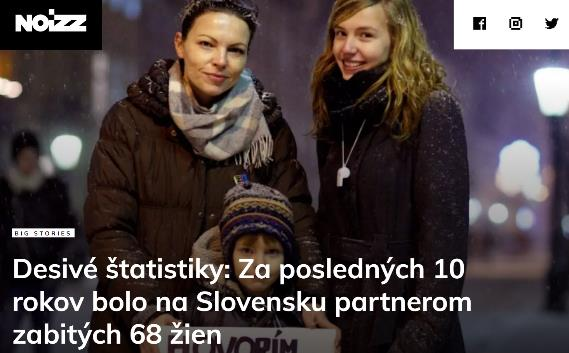 NOIZZ
BIG STORIES
Desivé štatistiky: Za posledných 10
rokov bolo na Slovensku partnerom
zabitých 68 žien
HOVORÍM